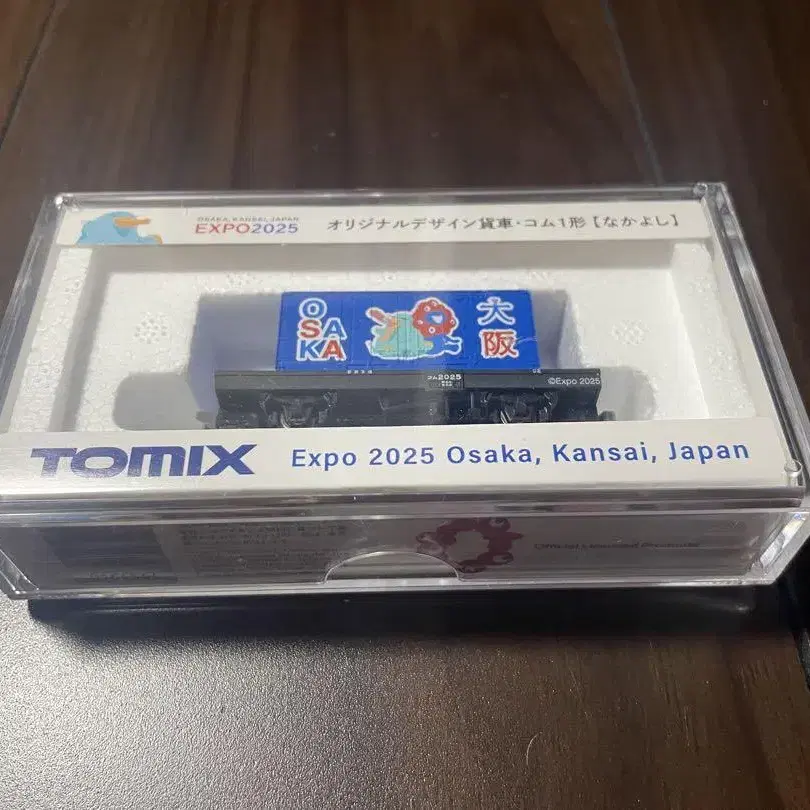 OSAKA, KANSAI, JAPAN
EXPO2025
オリジナルデザイン貨車・コム1形【なかよし】
OSAKA
大阪
コム2025
©Expo 2025
TOMIX
Expo 2025 Osaka, Kansai, Japan
Official Licensed Products